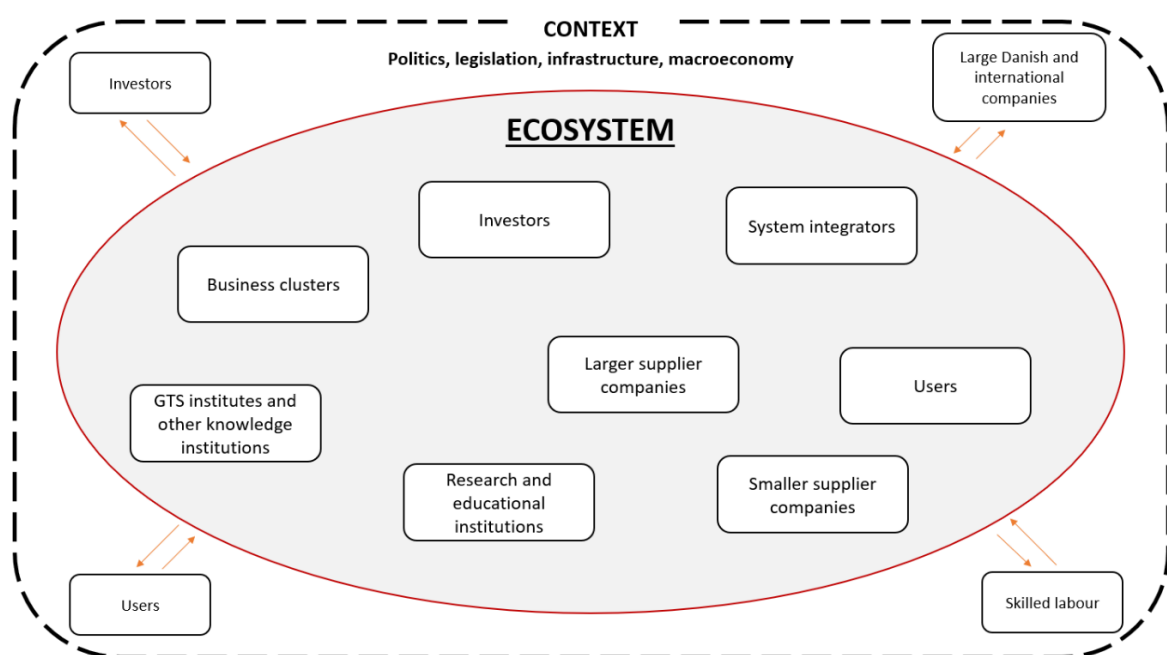 CONTEXT
Politics, legislation, infrastructure, macroeconomy
Investors
Large Danish and
international
companies
ECOSYSTEM
Investors
System integrators
Business clusters
Larger supplier
companies
Users
GTS institutes and
other knowledge
institutions
Research and
educational
institutions
Smaller supplier
companies
Users
Skilled labour